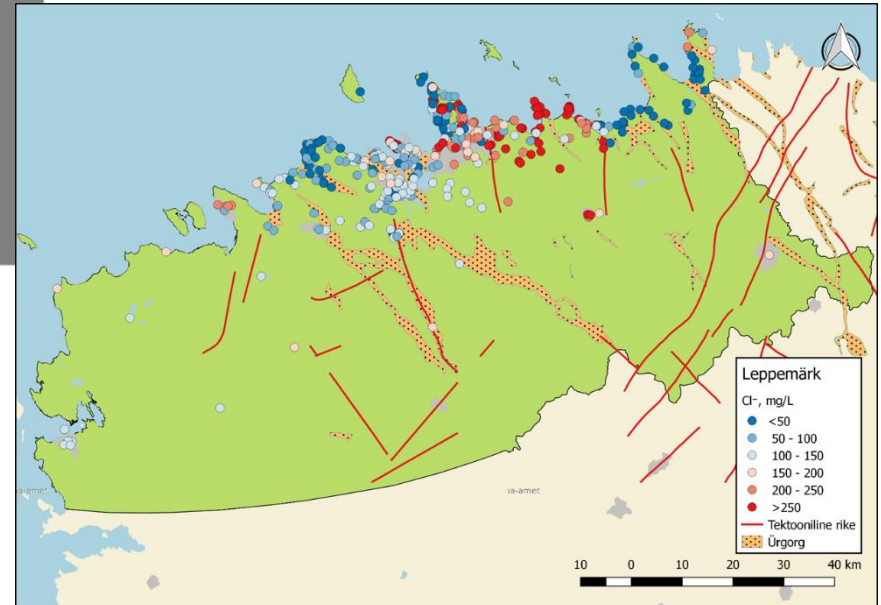 Leppemärk
Cl⁻, mg/L
<50
50 - 100
100 - 150
150 - 200
200 - 250
>250
Tektooniline rike
Ürgorg
10 0 10 20 30 40 km